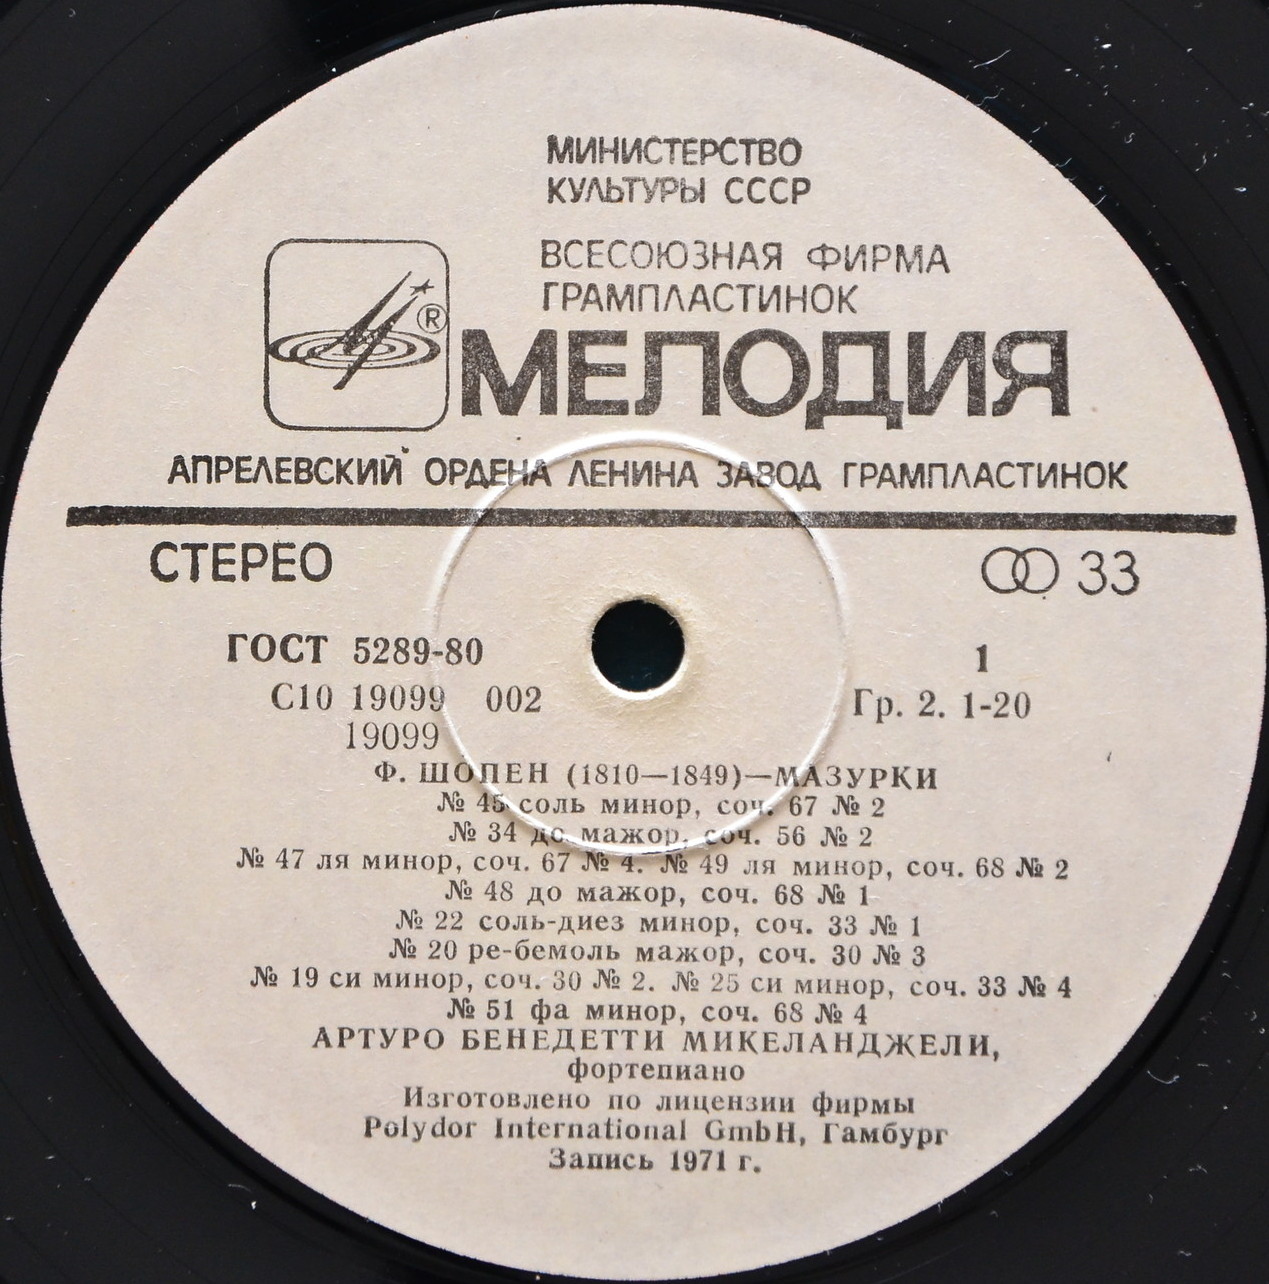 МИНИСТЕРСТВО
КУЛЬТУРЫ СССР
ВСЕСОЮЗНАЯ ФИРМА
ГРАМПЛАСТИНОК
®
МЕЛОДИЯ
АПРЕЛЕВСКИЙ ОРДЕНА ЛЕНИНА ЗАВОД ГРАМПЛАСТИНОК
СТЕРЕО 33
ГОСТ 5289-80 1
С10 19099 002 Гр. 2. 1-20
19099
Ф. ШОПЕН (1810—1849)—МАЗУРКИ
№ 45 соль минор, соч. 67 № 2
№ 34 до мажор, соч. 56 № 2
№ 47 ля минор, соч. 67 № 4. № 49 ля минор, соч. 68 № 2
№ 48 до мажор, соч. 68 № 1
№ 22 соль-диез минор, соч. 33 № 1
№ 20 ре-бемоль мажор, соч. 30 № 3
№ 19 си минор, соч. 30 № 2. № 25 си минор, соч. 33 № 4
№ 51 фа минор, соч. 68 № 4
АРТУРО БЕНЕДЕТТИ МИКЕЛАНДЖЕЛИ,
фортепиано
Изготовлено по лицензии фирмы
Polydor International GmbH, Гамбург
Запись 1971 г.